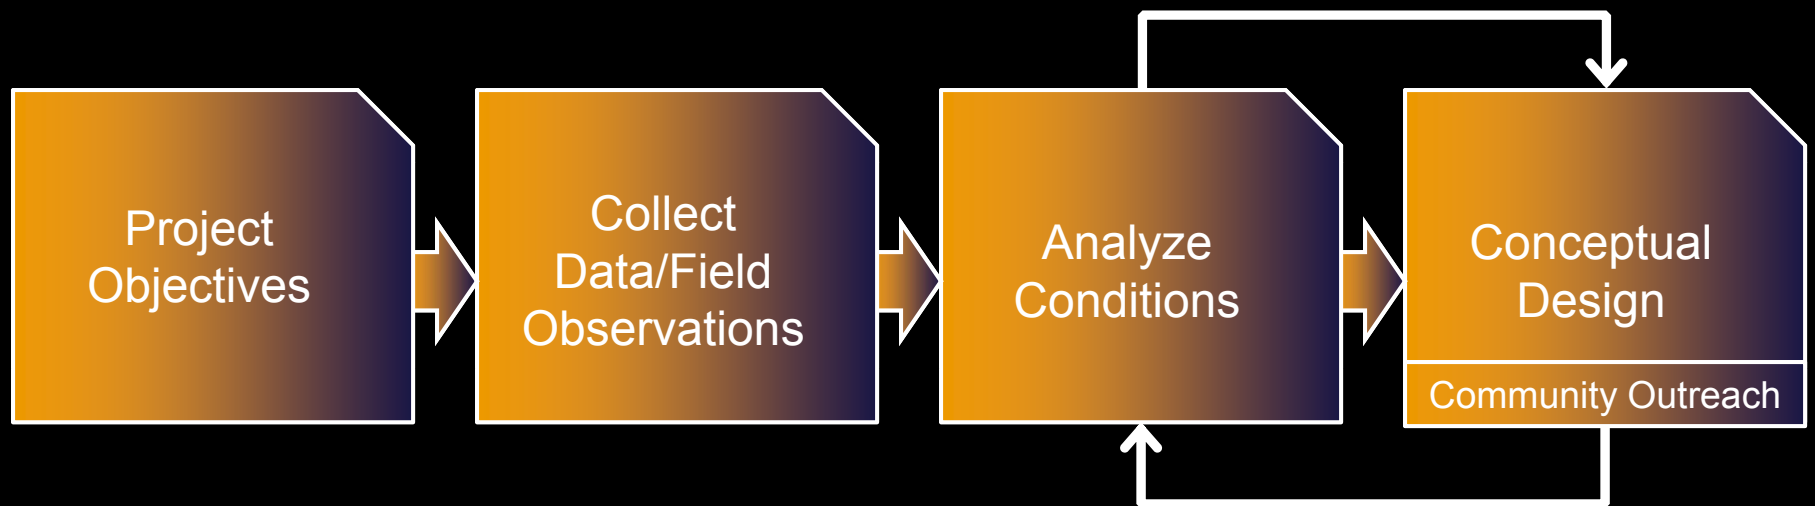 Project
Objectives
Collect
Data/Field
Observations
Analyze
Conditions
Conceptual
Design
Community Outreach